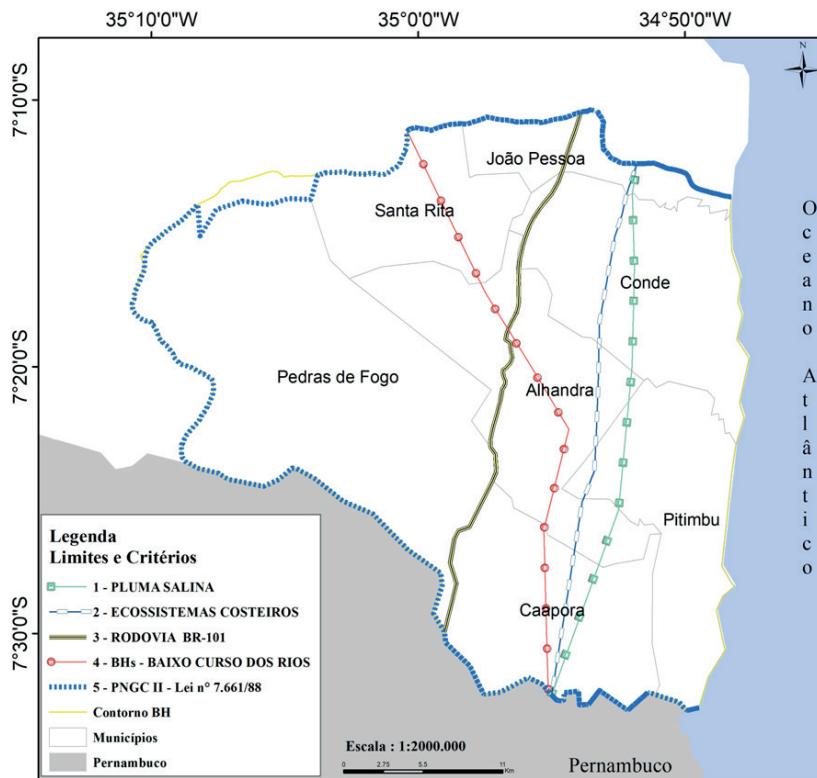 35°10'0"W
35°0'0"W
34°50'0"W
N
7°10'0"S
7°20'0"S
7°30'0"S
João Pessoa
Santa Rita
Conde
Pedras de Fogo
Alhandra
Pitimbu
Caapora
Oceano Atlântico
Legenda
Limites e Critérios
1 - PLUMA SALINA
2 - ECOSSISTEMAS COSTEIROS
3 - RODOVIA BR-101
4 - BHs - BAIXO CURSO DOS RIOS
5 - PNGC II - Lei n° 7.661/88
Contorno BH
Municípios
Pernambuco
Escala : 1:2000.000
0 2.75 5.5 11
Km
Pernambuco